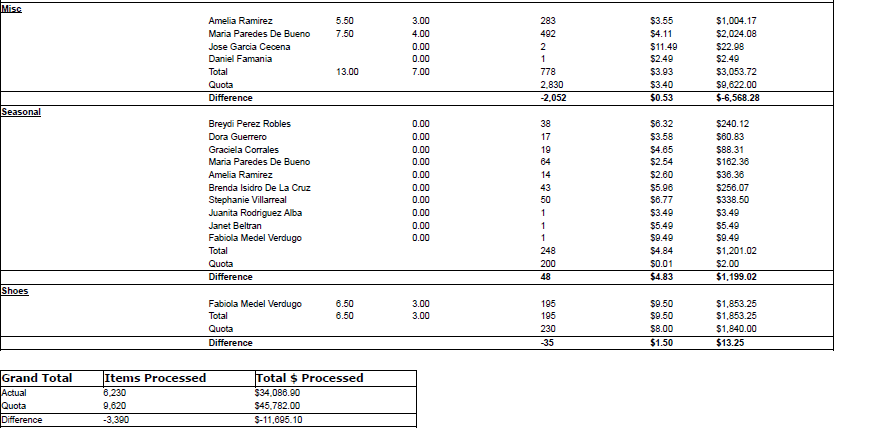 Misc
Amelia Ramirez 5.50 3.00 283 $3.55 $1,004.17
Maria Paredes De Bueno 7.50 4.00 492 $4.11 $2,024.08
Jose Garcia Cecena 0.00 2 $11.49 $22.98
Daniel Famania 0.00 1 $2.49 $2.49
Total 13.00 7.00 778 $3.93 $3,053.72
Quota 2,830 $3.40 $9,622.00
Difference -2,052 $0.53 $-6,568.28
Seasonal
Breydi Perez Robles 0.00 38 $6.32 $240.12
Dora Guerrero 0.00 17 $3.58 $60.83
Graciela Corrales 0.00 19 $4.65 $88.31
Maria Paredes De Bueno 0.00 64 $2.54 $162.36
Amelia Ramirez 0.00 14 $2.60 $36.36
Brenda Isidro De La Cruz 0.00 43 $5.96 $256.07
Stephanie Villarreal 0.00 50 $6.77 $338.50
Juanita Rodriguez Alba 0.00 1 $3.49 $3.49
Janet Beltran 0.00 1 $5.49 $5.49
Fabiola Medel Verdugo 0.00 1 $9.49 $9.49
Total 248 $4.84 $1,201.02
Quota 200 $0.01 $2.00
Difference 48 $4.83 $1,199.02
Shoes
Fabiola Medel Verdugo 6.50 3.00 195 $9.50 $1,853.25
Total 6.50 3.00 195 $9.50 $1,853.25
Quota 230 $8.00 $1,840.00
Difference -35 $1.50 $13.25
Grand Total Items Processed Total $ Processed
Actual 6,230 $34,086.90
Quota 9,620 $45,782.00
Difference -3,390 $-11,695.10